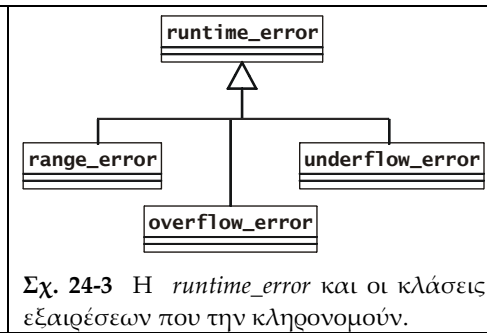 runtime_error
range_error
underflow_error
overflow_error
Σχ. 24-3 Η runtime_error και οι κλάσεις
εξαιρέσεων που την κληρονομούν.